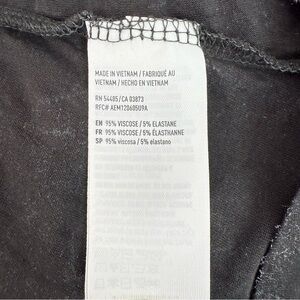 MADE IN VIETNAM / FABRIQUÉ AU
VIETNAM / HECHO EN VIETNAM
RN 54485/CA 03873
RFC# AEM120605U9A
EN 95% VISCOSE / 5% ELASTANE
FR 95% VISCOSE / 5% ÉLASTHANNE
SP 95% viscosa / 5% elastano